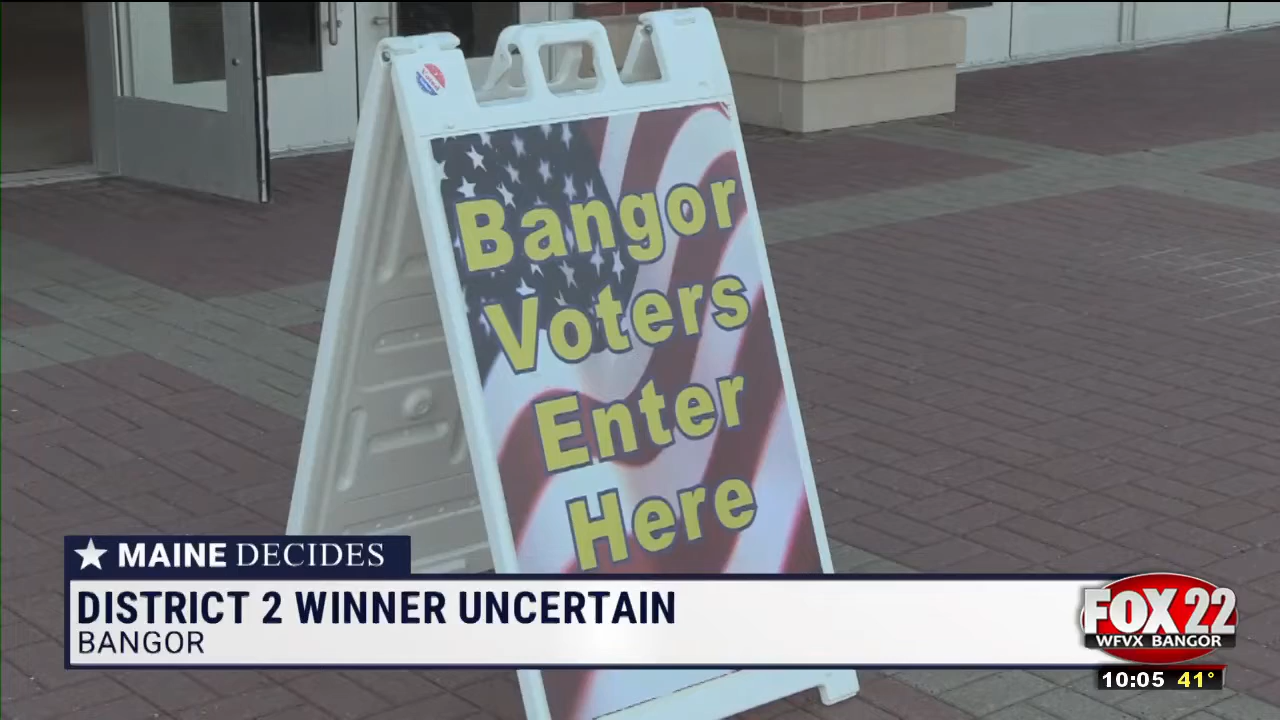 Bangor
Voters
Enter
Here
★ MAINE DECIDES
DISTRICT 2 WINNER UNCERTAIN
BANGOR
FOX 22
WFVX BANGOR
10:05 41°